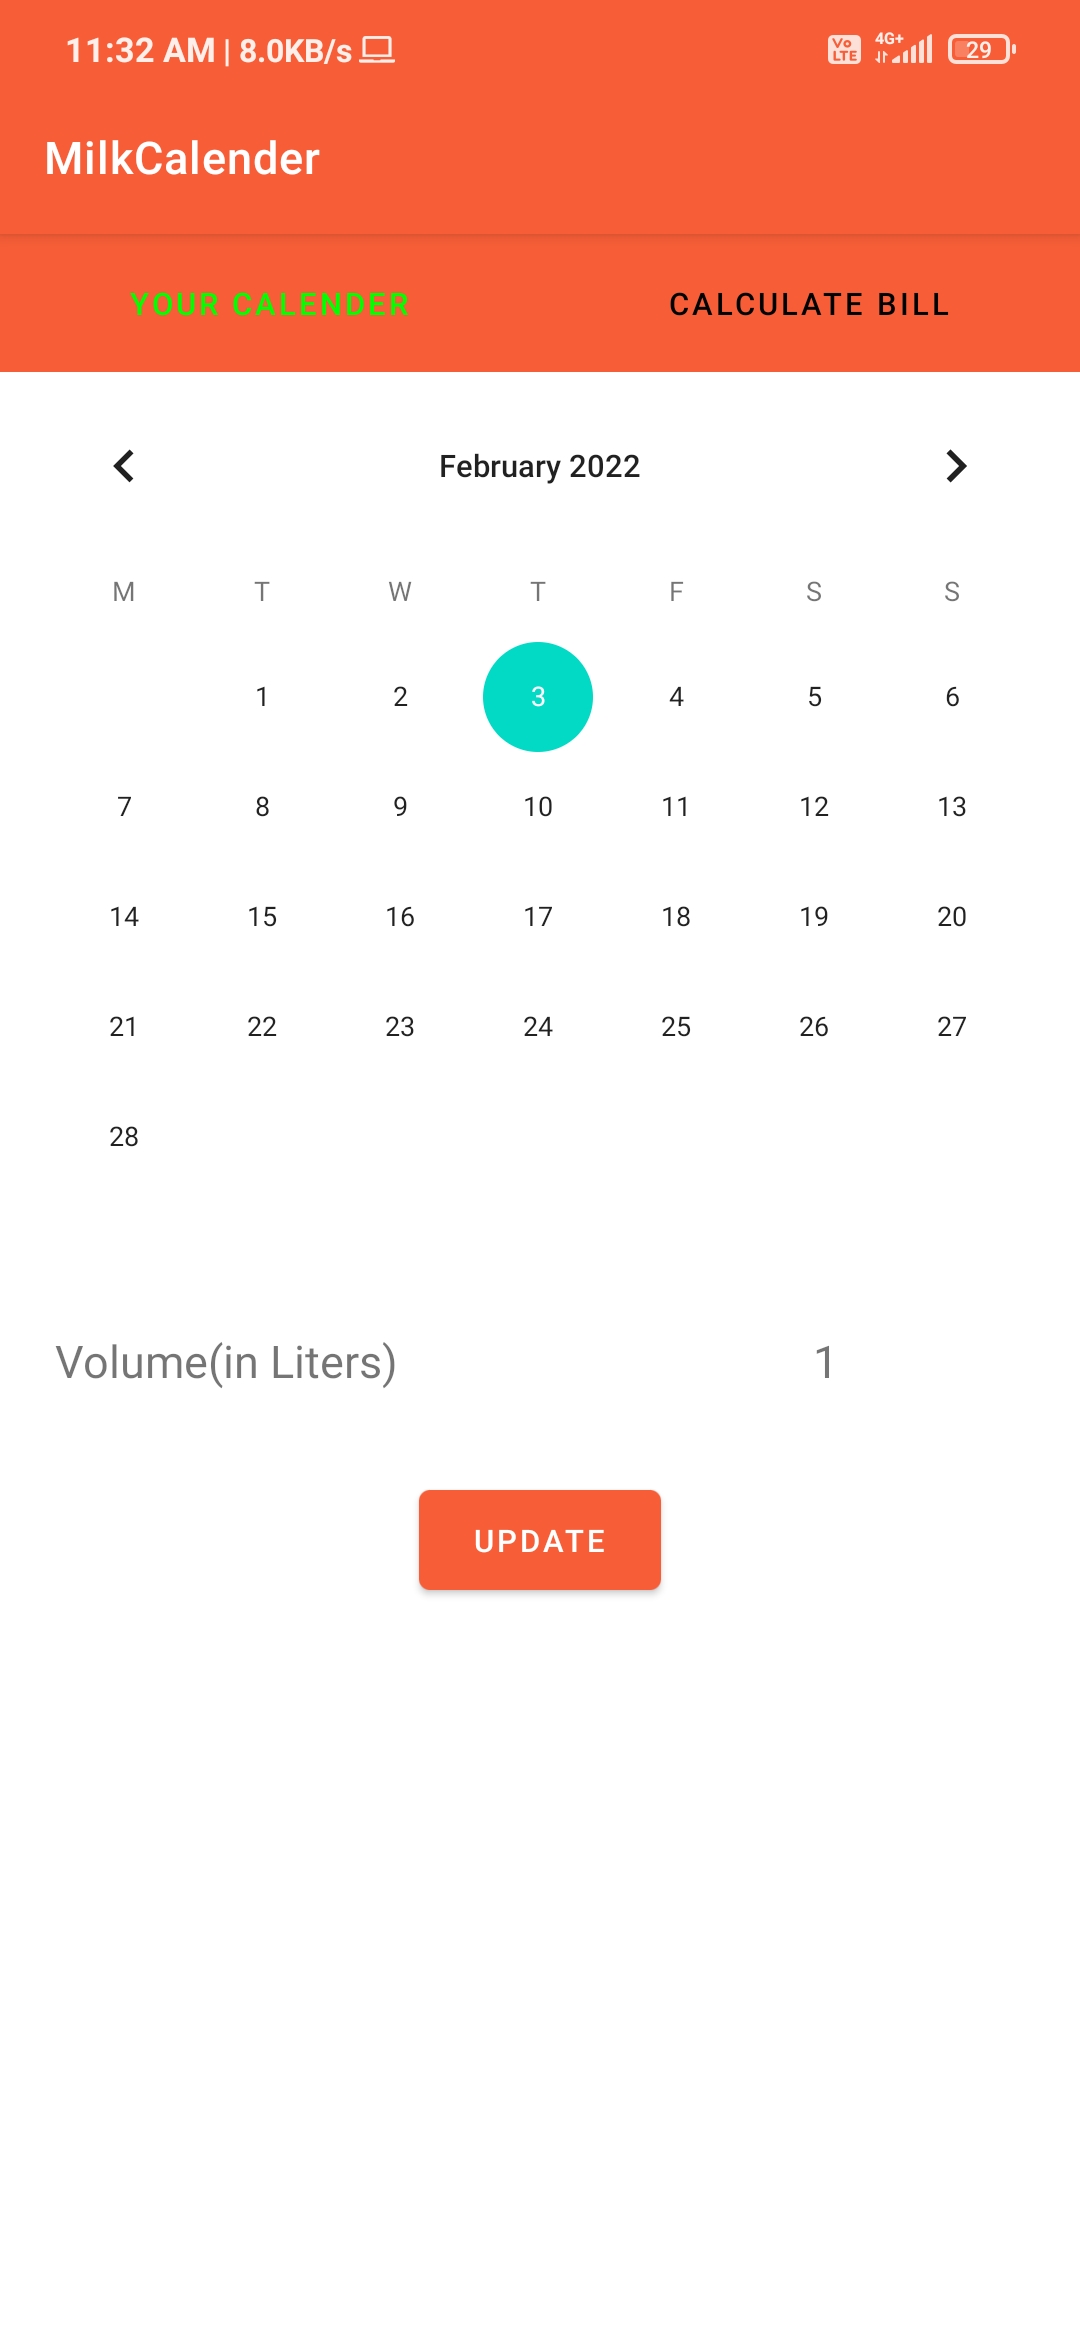 11:32 AM | 8.0KB/s Vo LTE 4G+ 29
MilkCalender
YOUR CALENDER CALCULATE BILL
February 2022
M T W T F S S
1 2 3 4 5 6
7 8 9 10 11 12 13
14 15 16 17 18 19 20
21 22 23 24 25 26 27
28
Volume(in Liters) 1
UPDATE